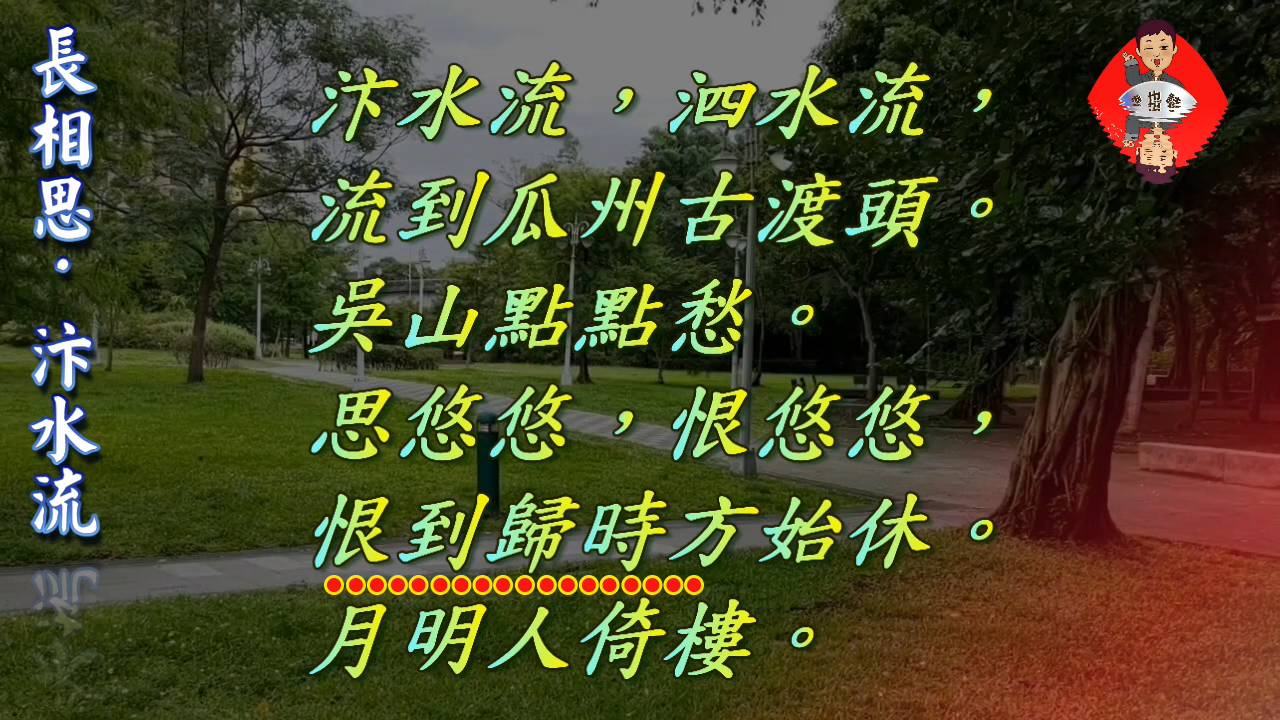 長相思·汴水流
汴水流，泗水流，
流到瓜州古渡頭。
吳山點點愁。
思悠悠，恨悠悠，
恨到歸時方始休。
月明人倚樓。